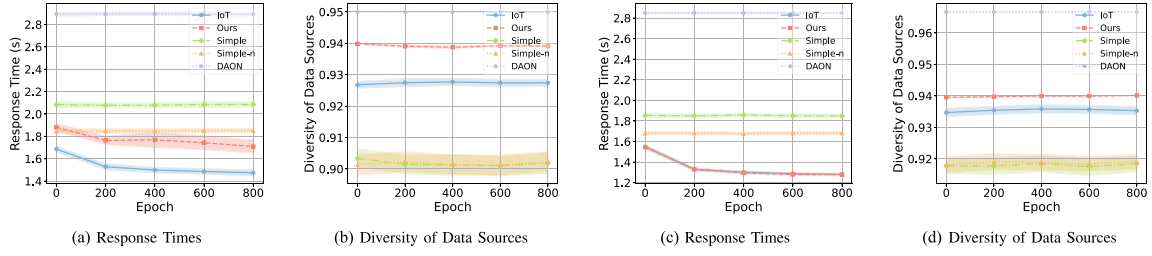 Response Time (s)
2.8
2.6
2.4
2.2
2.0
1.8
1.6
1.4
0 200 400 600 800
Epoch
IoT
Ours
Simple
Simple-n
DAON
(a) Response Times
Diversity of Data Sources
0.95
0.94
0.93
0.92
0.91
0.90
0 200 400 600 800
Epoch
IoT
Ours
Simple
Simple-n
DAON
(b) Diversity of Data Sources
Response Time (s)
2.8
2.6
2.4
2.2
2.0
1.8
1.6
1.4
1.2
0 200 400 600 800
Epoch
IoT
Ours
Simple
Simple-n
DAON
(c) Response Times
Diversity of Data Sources
0.96
0.95
0.94
0.93
0.92
0 200 400 600 800
Epoch
IoT
Ours
Simple
Simple-n
DAON
(d) Diversity of Data Sources